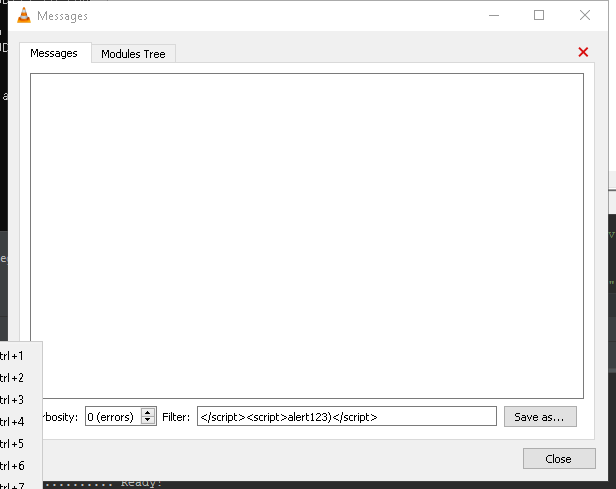 Messages
Messages Modules Tree
trl+1
trl+2
trl+3
rbosity: 0 (errors) Filter: </script><script>alert123)</script> Save as...
trl+4
trl+5
Close
trl+6
.......... Ready!
trl+7